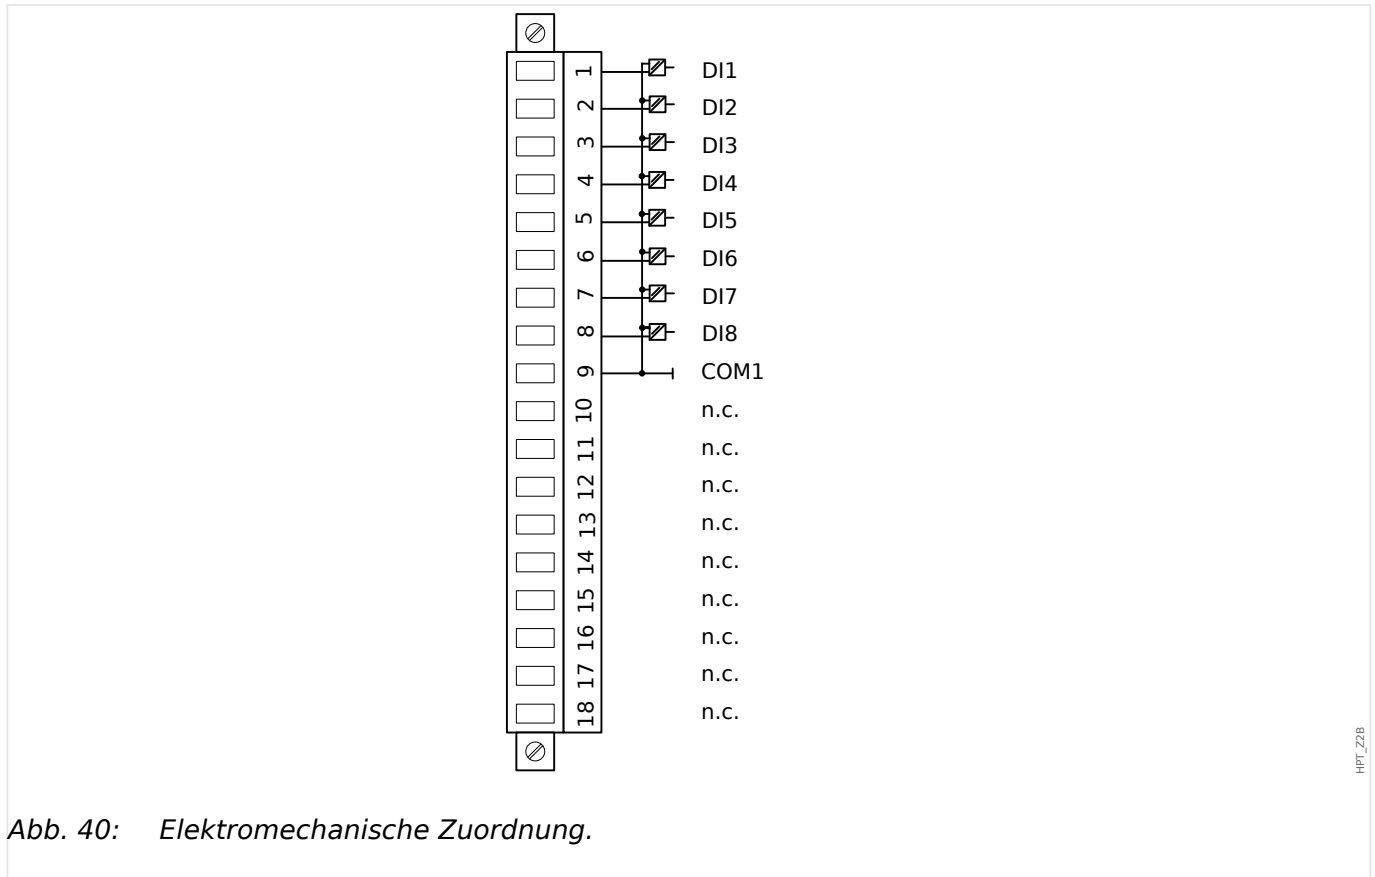 1 DI1
2 DI2
3 DI3
4 DI4
5 DI5
6 DI6
7 DI7
8 DI8
9 COM1
10 n.c.
11 n.c.
12 n.c.
13 n.c.
14 n.c.
15 n.c.
16 n.c.
17 n.c.
18 n.c.
HPT_Z2B
Abb. 40: Elektromechanische Zuordnung.